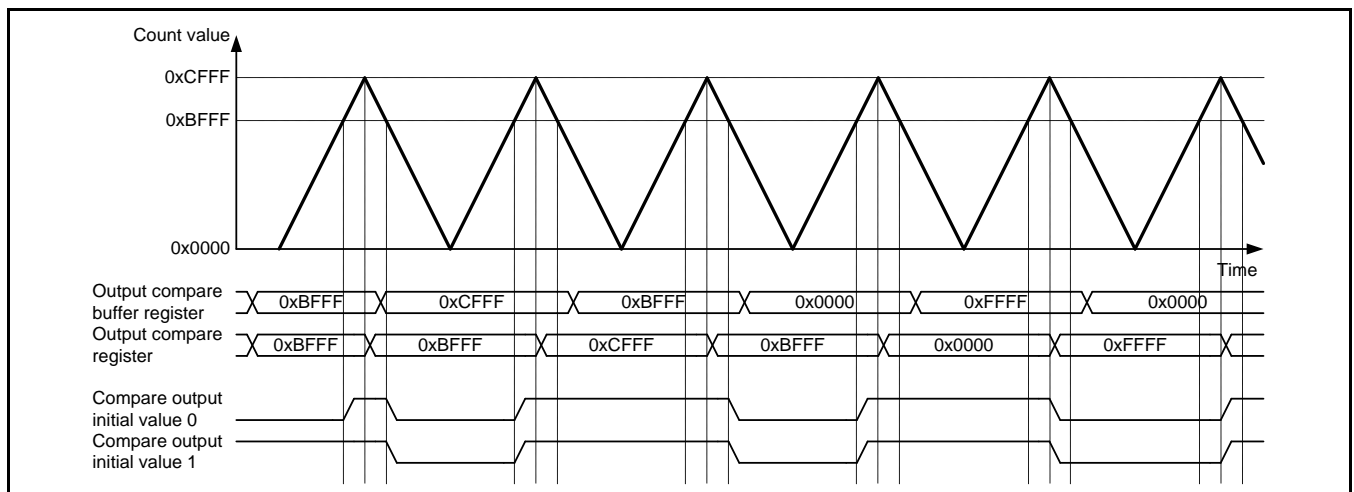 Count value
0xCFFF
0xBFFF
0x0000
Time
Output compare
buffer register
0xBFFF 0xCFFF 0xBFFF 0x0000 0xFFFF 0x0000
Output compare
register
0xBFFF 0xBFFF 0xCFFF 0xBFFF 0x0000 0xFFFF
Compare output
initial value 0
Compare output
initial value 1